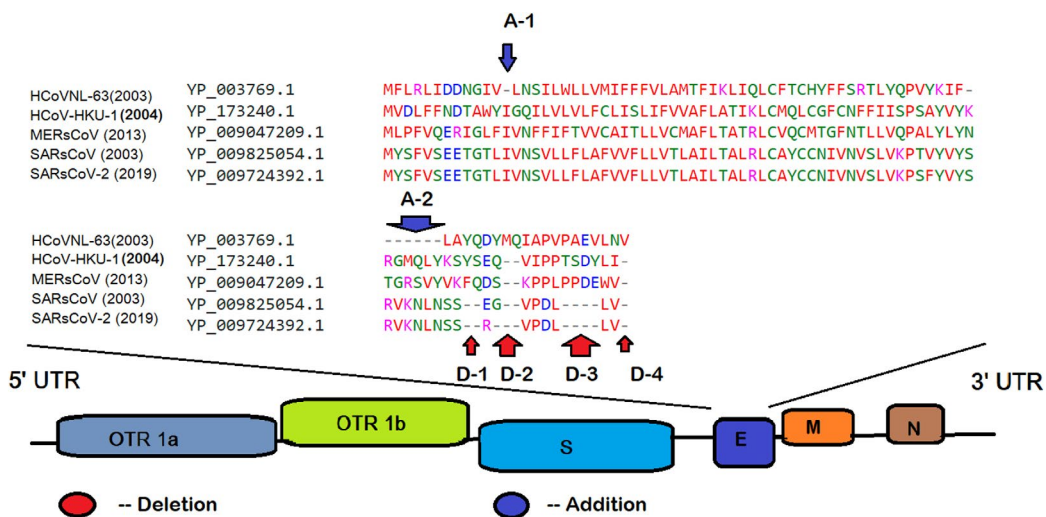 A-1
HCoVNL-63(2003) YP_003769.1 MFLRLIDDNGIV-LNSILWLLVMIFFFVLAMTFIKLIQLCFTCHYFFSRTLYQPVYKIF-
HCoV-HKU-1(2004) YP_173240.1 MVDLFFNDTAWYIGQILVLVLFCLISLIFVVAFLATIKLCMQLCGFCNFFIISPSAYVYK
MERsCoV (2013) YP_009047209.1 MLPFVQERIGLFIVNFFIFTVVCAITLLVCMAFLTATRLCVQCMTGFNTLLVQPALYLYN
SARsCoV (2003) YP_009825054.1 MYSFVSEETGTLIVNSVLLFLAFVVFLLVTLAILTALRLCAYCCNIVNVSLVKPTVYVYS
SARsCoV-2 (2019) YP_009724392.1 MYSFVSEETGTLIVNSVLLFLAFVVFLLVTLAILTALRLCAYCCNIVNVSLVKPSFYVYS
A-2
HCoVNL-63(2003) YP_003769.1 ------LAYQDYMQIAPVPAEVLNV
HCoV-HKU-1 (2004) YP_173240.1 RGMQLYKSYSEQ--VIPPTSDYLI-
MERsCoV (2013) YP_009047209.1 TGRSVYVKFQDS--KPPLPPDEWV-
SARsCoV (2003) YP_009825054.1 RVKNLNSS--EG--VPDL----LV-
SARsCoV-2 (2019) YP_009724392.1 RVKNLNSS--R---VPDL----LV-
D-1 D-2 D-3 D-4
5' UTR 3' UTR
OTR 1a OTR 1b S E M N
-- Deletion -- Addition